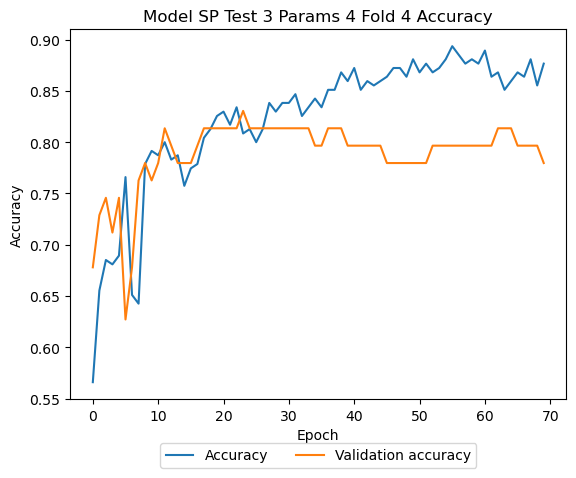 Model SP Test 3 Params 4 Fold 4 Accuracy
0.90
0.85
0.80
0.75
0.70
0.65
0.60
0.55
Accuracy
0 10 20 30 40 50 60 70
Epoch
Accuracy Validation accuracy